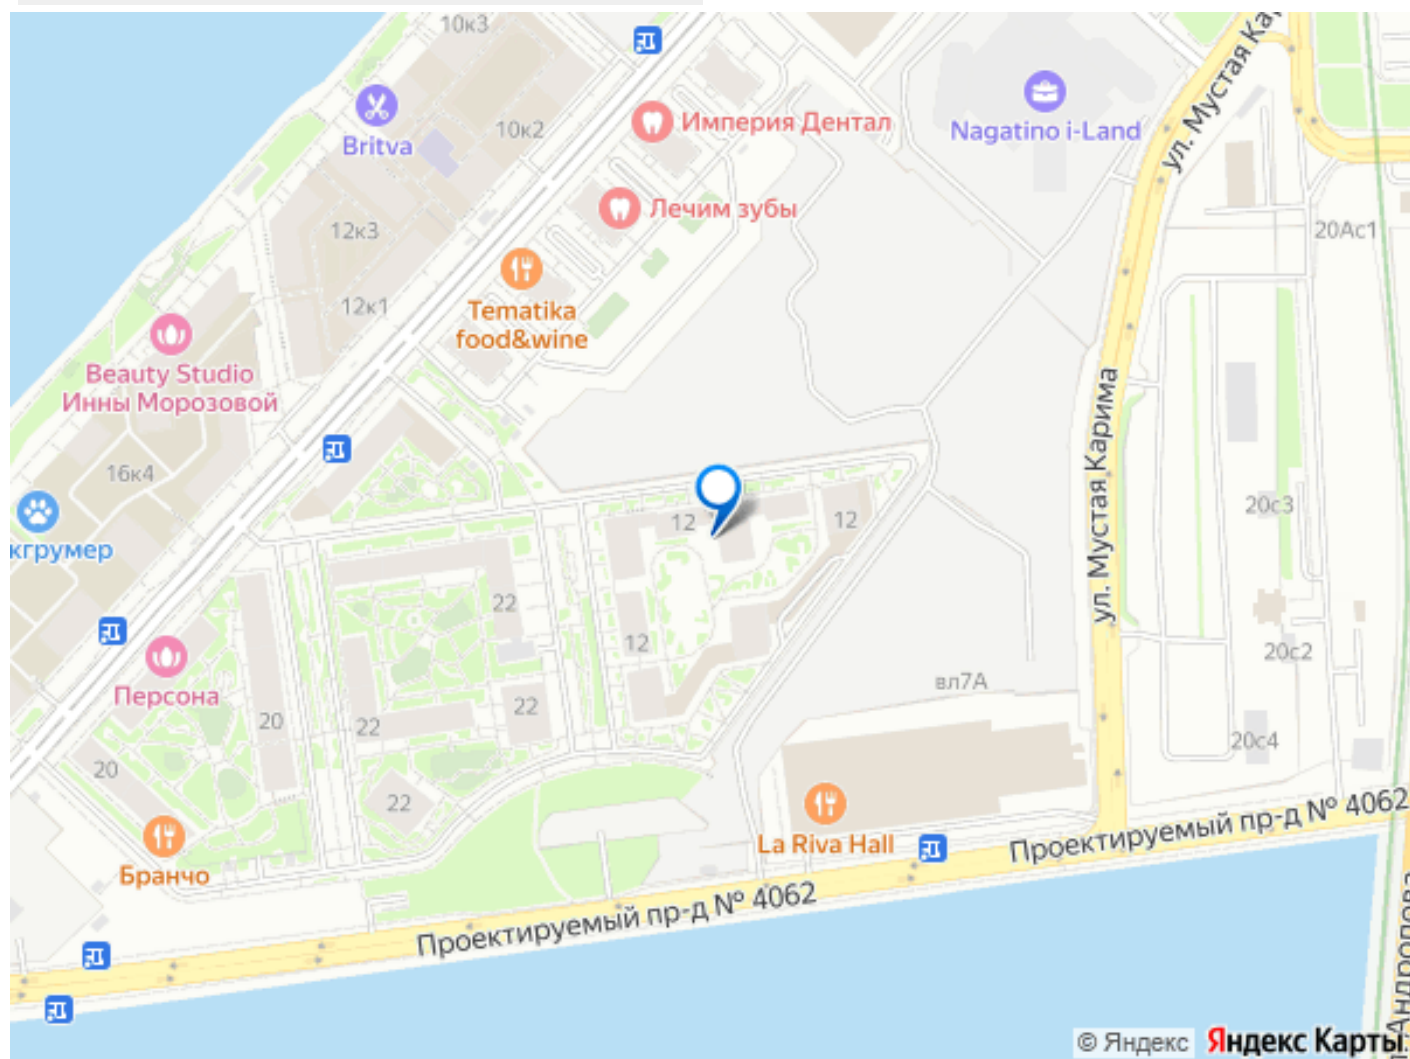 10к3
Britva
10к2
Империя Дентал
Nagatino i-Land
ул. Мустая Кар
Лечим зубы
12к3
20Ас1
12к1
Tematika
food&wine
Beauty Studio
Инны Морозовой
16к4
кгрумер
12
12
20с3
ул. Мустая Карима
22
12
20с2
Персона
вл7А
20
22
22
20с4
20
22
La Riva Hall
Проектируемый пр-д № 4062
Бранчо
Проектируемый пр-д № 4062
Андропова
© Яндекс
Яндекс Карты